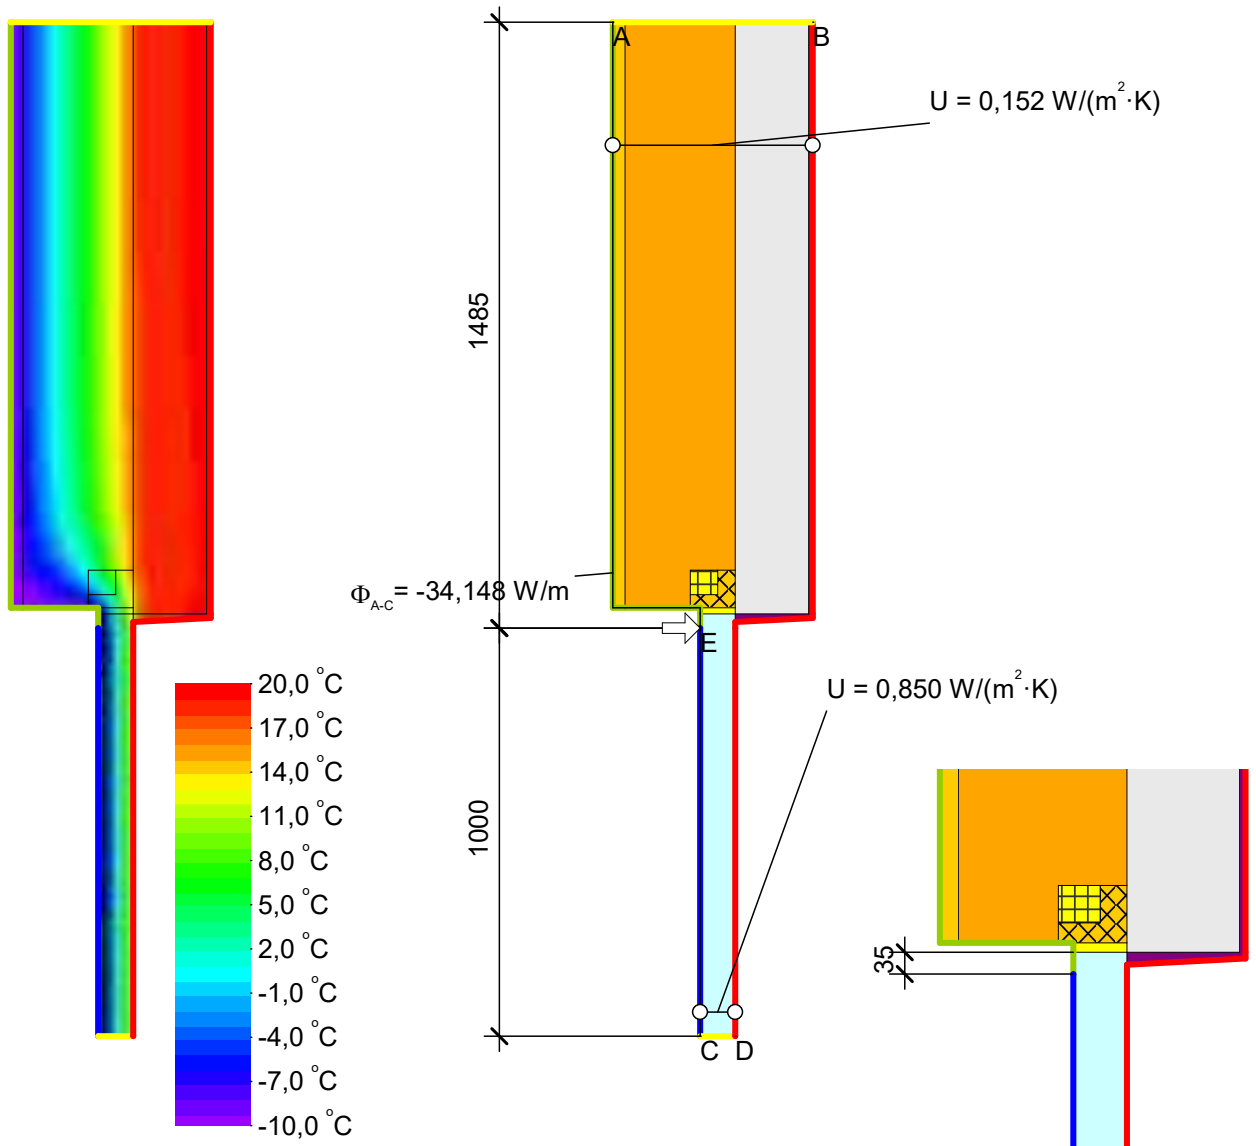 A
B
U = 0,152 W/(m²·K)
1485
ΦA-C = -34,148 W/m
E
U = 0,850 W/(m²·K)
20,0 °C
17,0 °C
14,0 °C
11,0 °C
8,0 °C
5,0 °C
2,0 °C
-1,0 °C
-4,0 °C
-7,0 °C
-10,0 °C
1000
C
D
35